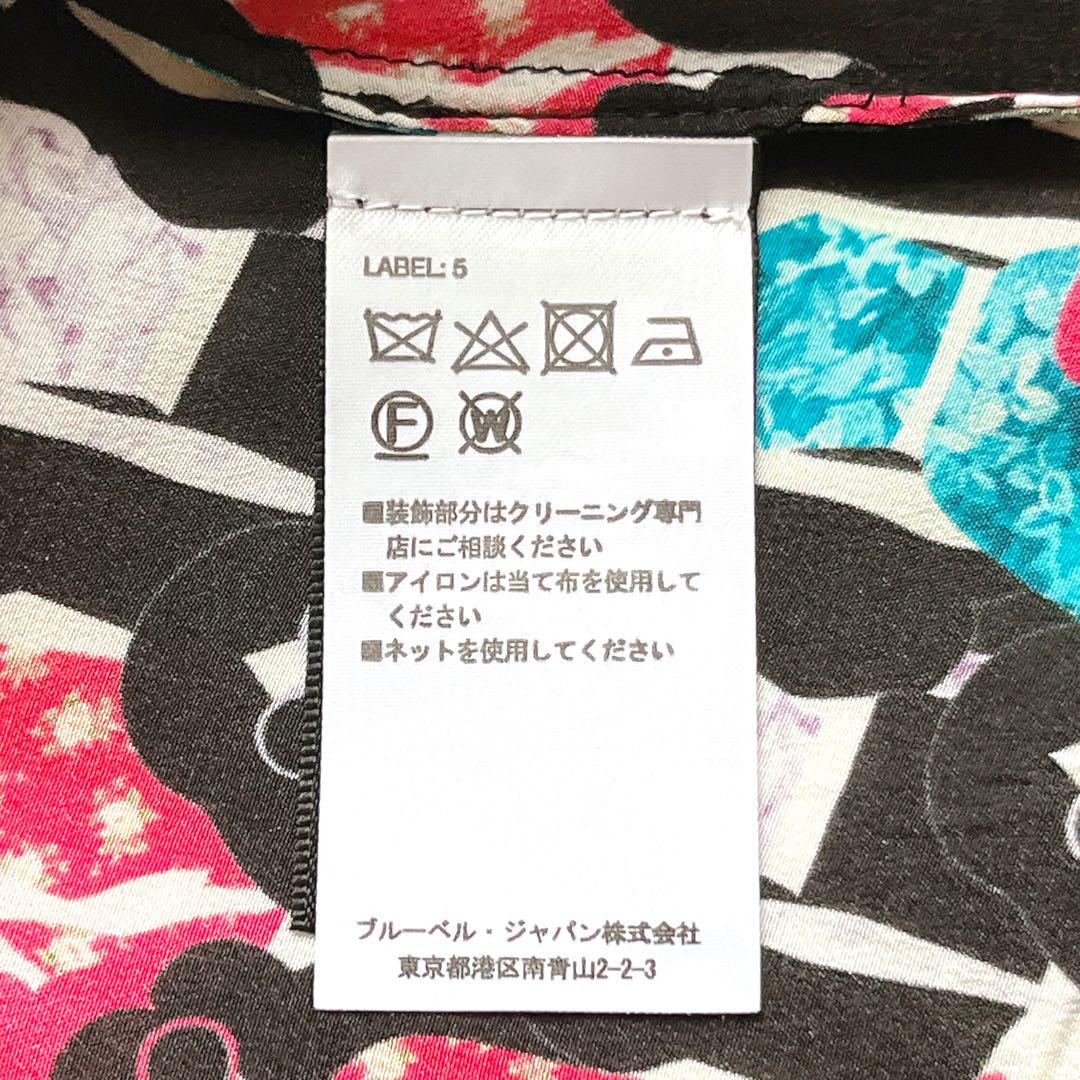 LABEL: 5
F W
■装飾部分はクリーニング専門
店にご相談ください
■アイロンは当て布を使用して
ください
■ネットを使用してください
ブルーベル・ジャパン株式会社
東京都港区南青山2-2-3